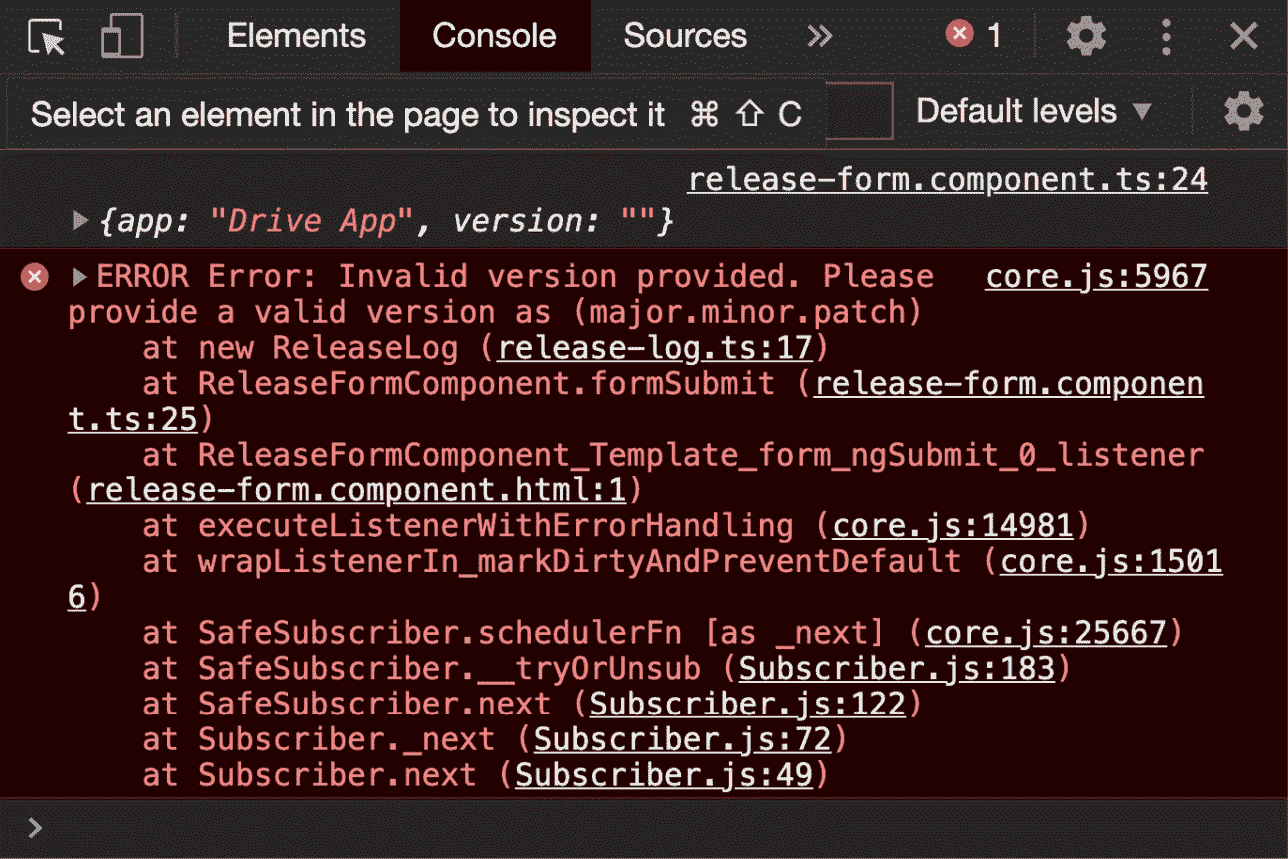 Elements Console Sources » 1
Select an element in the page to inspect it ⌘ ⇧ C Default levels ▼
release-form.component.ts:24
▶ {app: "Drive App", version: ""}
▶ ERROR Error: Invalid version provided. Please core.js:5967
provide a valid version as (major.minor.patch)
at new ReleaseLog (release-log.ts:17)
at ReleaseFormComponent.formSubmit (release-form.componen
t.ts:25)
at ReleaseFormComponent_Template_form_ngSubmit_0_listener
(release-form.component.html:1)
at executeListenerWithErrorHandling (core.js:14981)
at wrapListenerIn_markDirtyAndPreventDefault (core.js:1501
6)
at SafeSubscriber.schedulerFn [as _next] (core.js:25667)
at SafeSubscriber.__tryOrUnsub (Subscriber.js:183)
at SafeSubscriber.next (Subscriber.js:122)
at Subscriber._next (Subscriber.js:72)
at Subscriber.next (Subscriber.js:49)